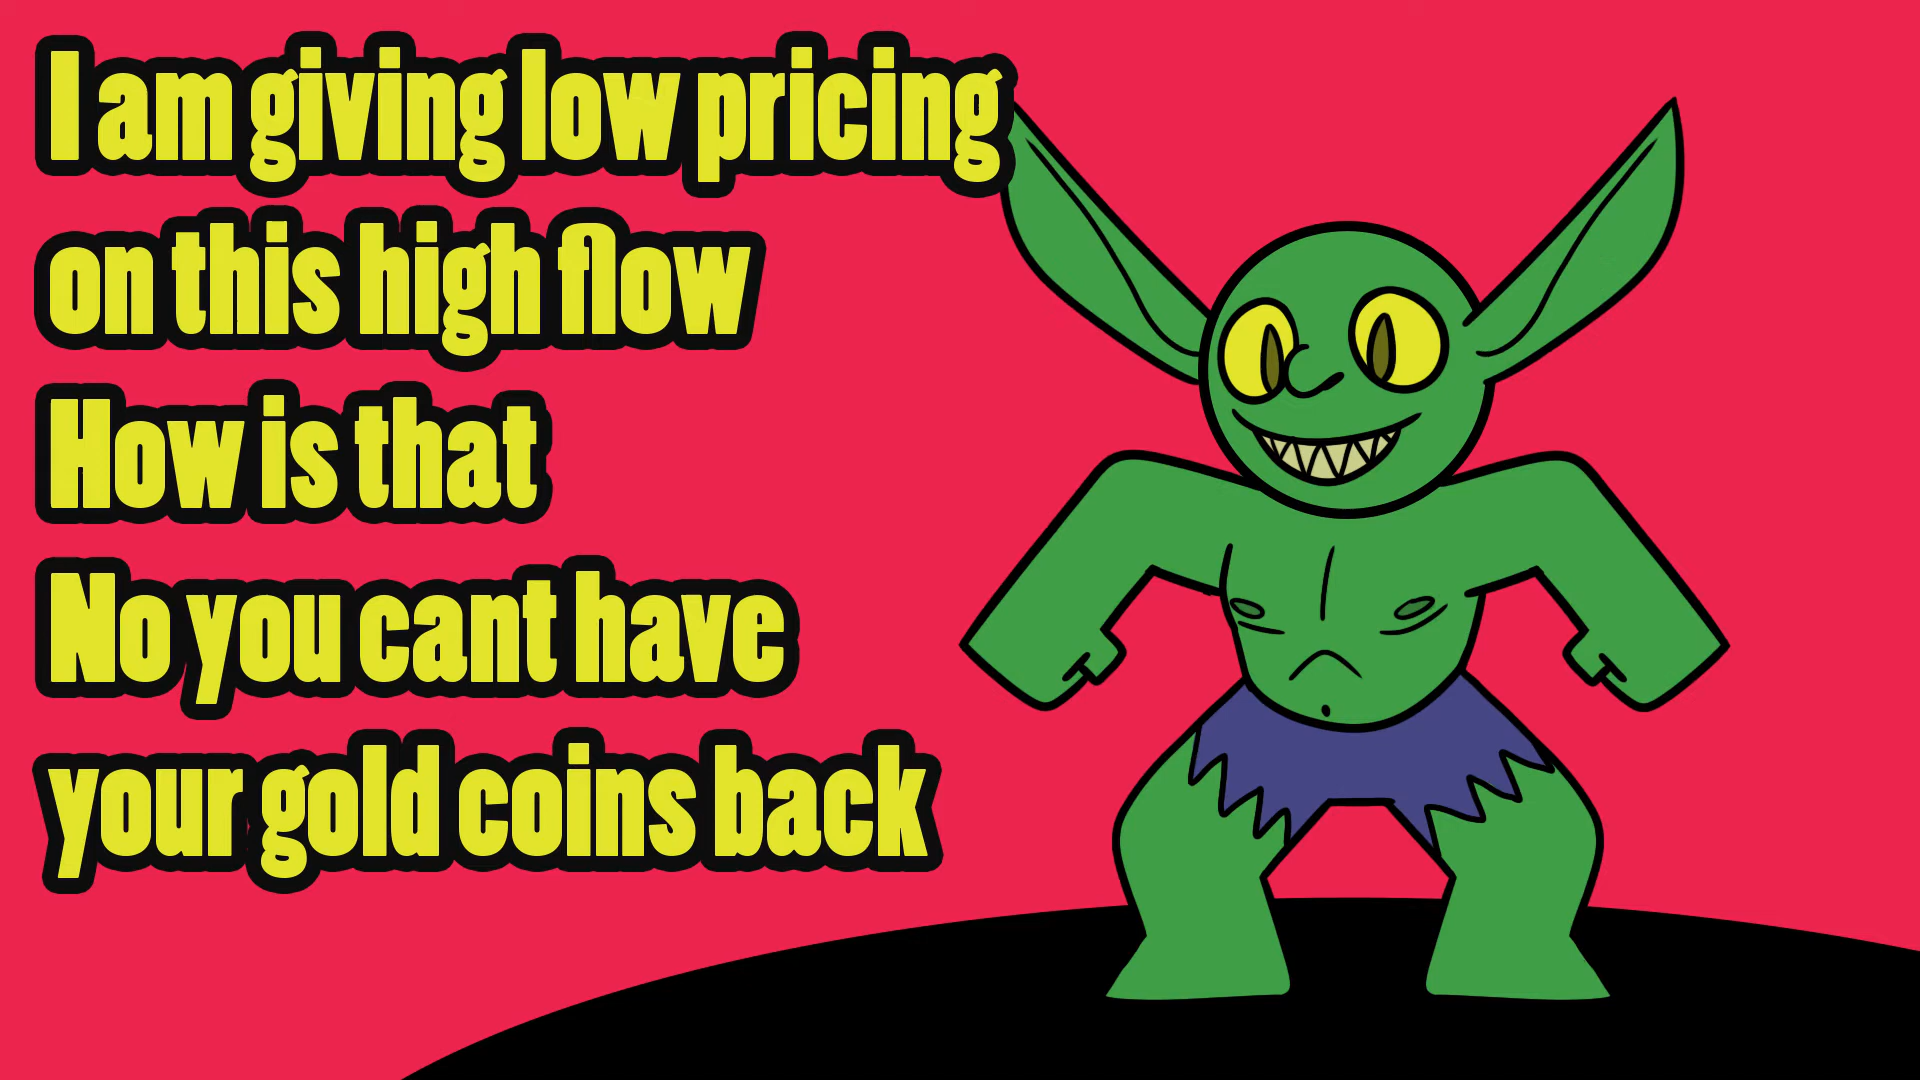 I am giving low pricing
on this high flow
How is that
No you cant have
your gold coins back